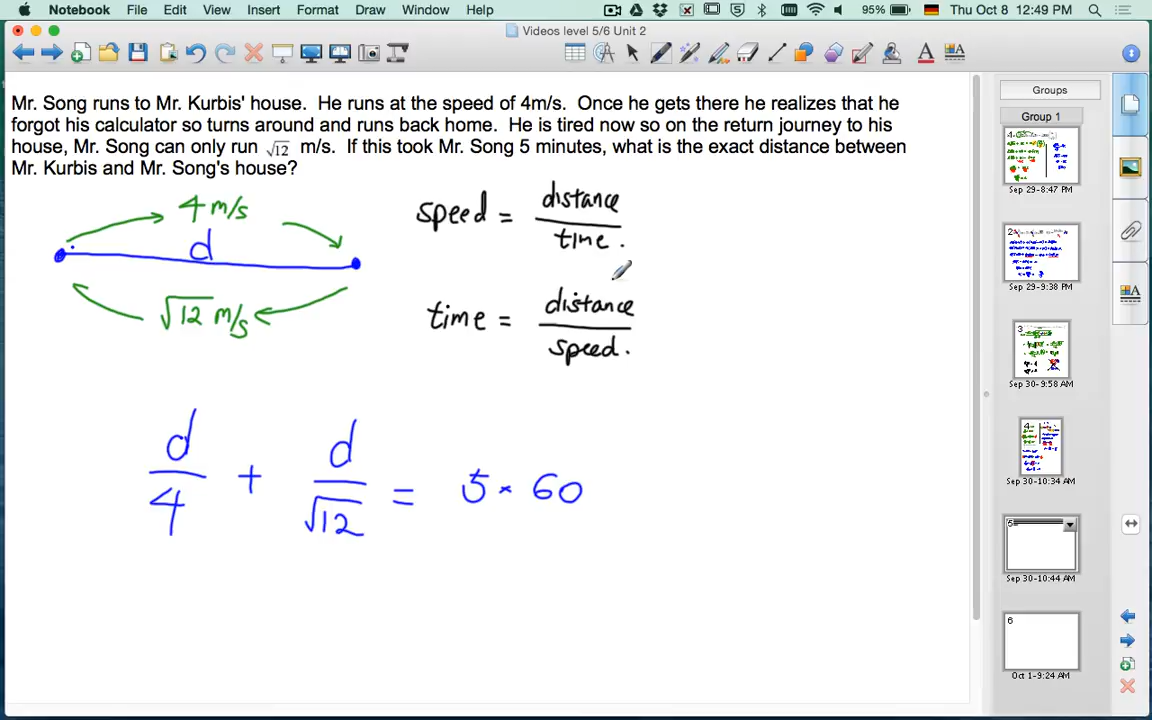 Notebook File Edit View Insert Format Draw Window Help 95% Thu Oct 8 12:49 PM
Videos level 5/6 Unit 2
Mr. Song runs to Mr. Kurbis' house. He runs at the speed of 4m/s. Once he gets there he realizes that he
forgot his calculator so turns around and runs back home. He is tired now so on the return journey to his
house, Mr. Song can only run √12 m/s. If this took Mr. Song 5 minutes, what is the exact distance between
Mr. Kurbis and Mr. Song's house?
4 m/s
d
√12 m/s
speed = distance / time.
time = distance / speed.
d/4 + d/√12 = 5 × 60
Groups
Group 1
Sep 29-8:47 PM
2
Sep 29-9:38 PM
3
Sep 30-9:58 AM
4
Sep 30-10:34 AM
5
Sep 30-10:44 AM
6
Oct 1-9:24 AM